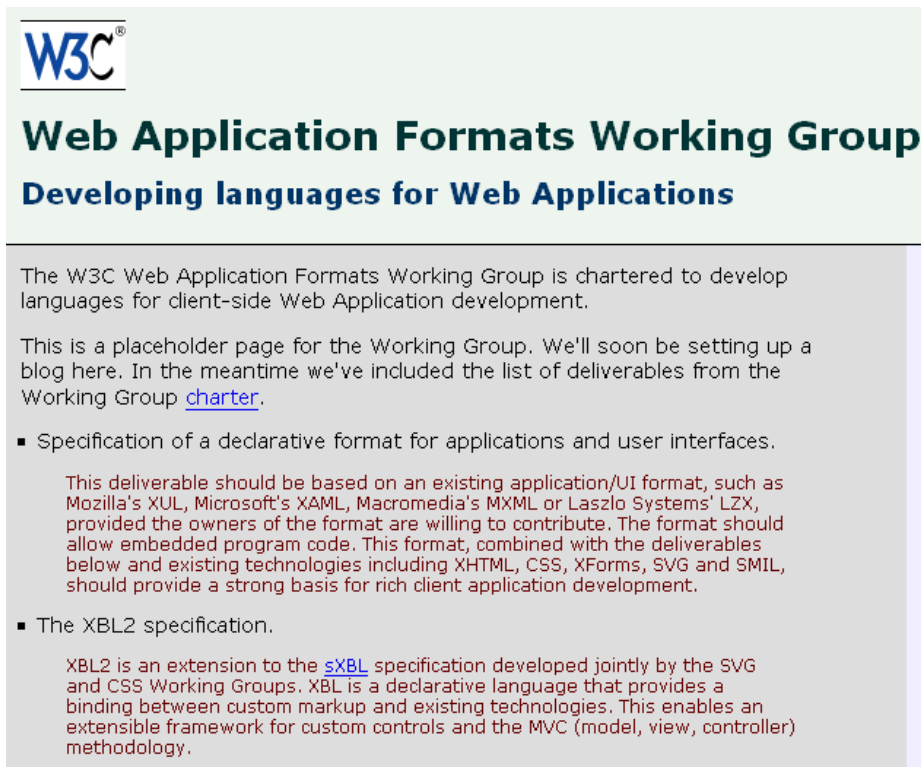 W3C®
Web Application Formats Working Group
Developing languages for Web Applications
The W3C Web Application Formats Working Group is chartered to develop
languages for client-side Web Application development.
This is a placeholder page for the Working Group. We'll soon be setting up a
blog here. In the meantime we've included the list of deliverables from the
Working Group charter.
▪ Specification of a declarative format for applications and user interfaces.
This deliverable should be based on an existing application/UI format, such as
Mozilla's XUL, Microsoft's XAML, Macromedia's MXML or Laszlo Systems' LZX,
provided the owners of the format are willing to contribute. The format should
allow embedded program code. This format, combined with the deliverables
below and existing technologies including XHTML, CSS, XForms, SVG and SMIL,
should provide a strong basis for rich client application development.
▪ The XBL2 specification.
XBL2 is an extension to the sXBL specification developed jointly by the SVG
and CSS Working Groups. XBL is a declarative language that provides a
binding between custom markup and existing technologies. This enables an
extensible framework for custom controls and the MVC (model, view, controller)
methodology.